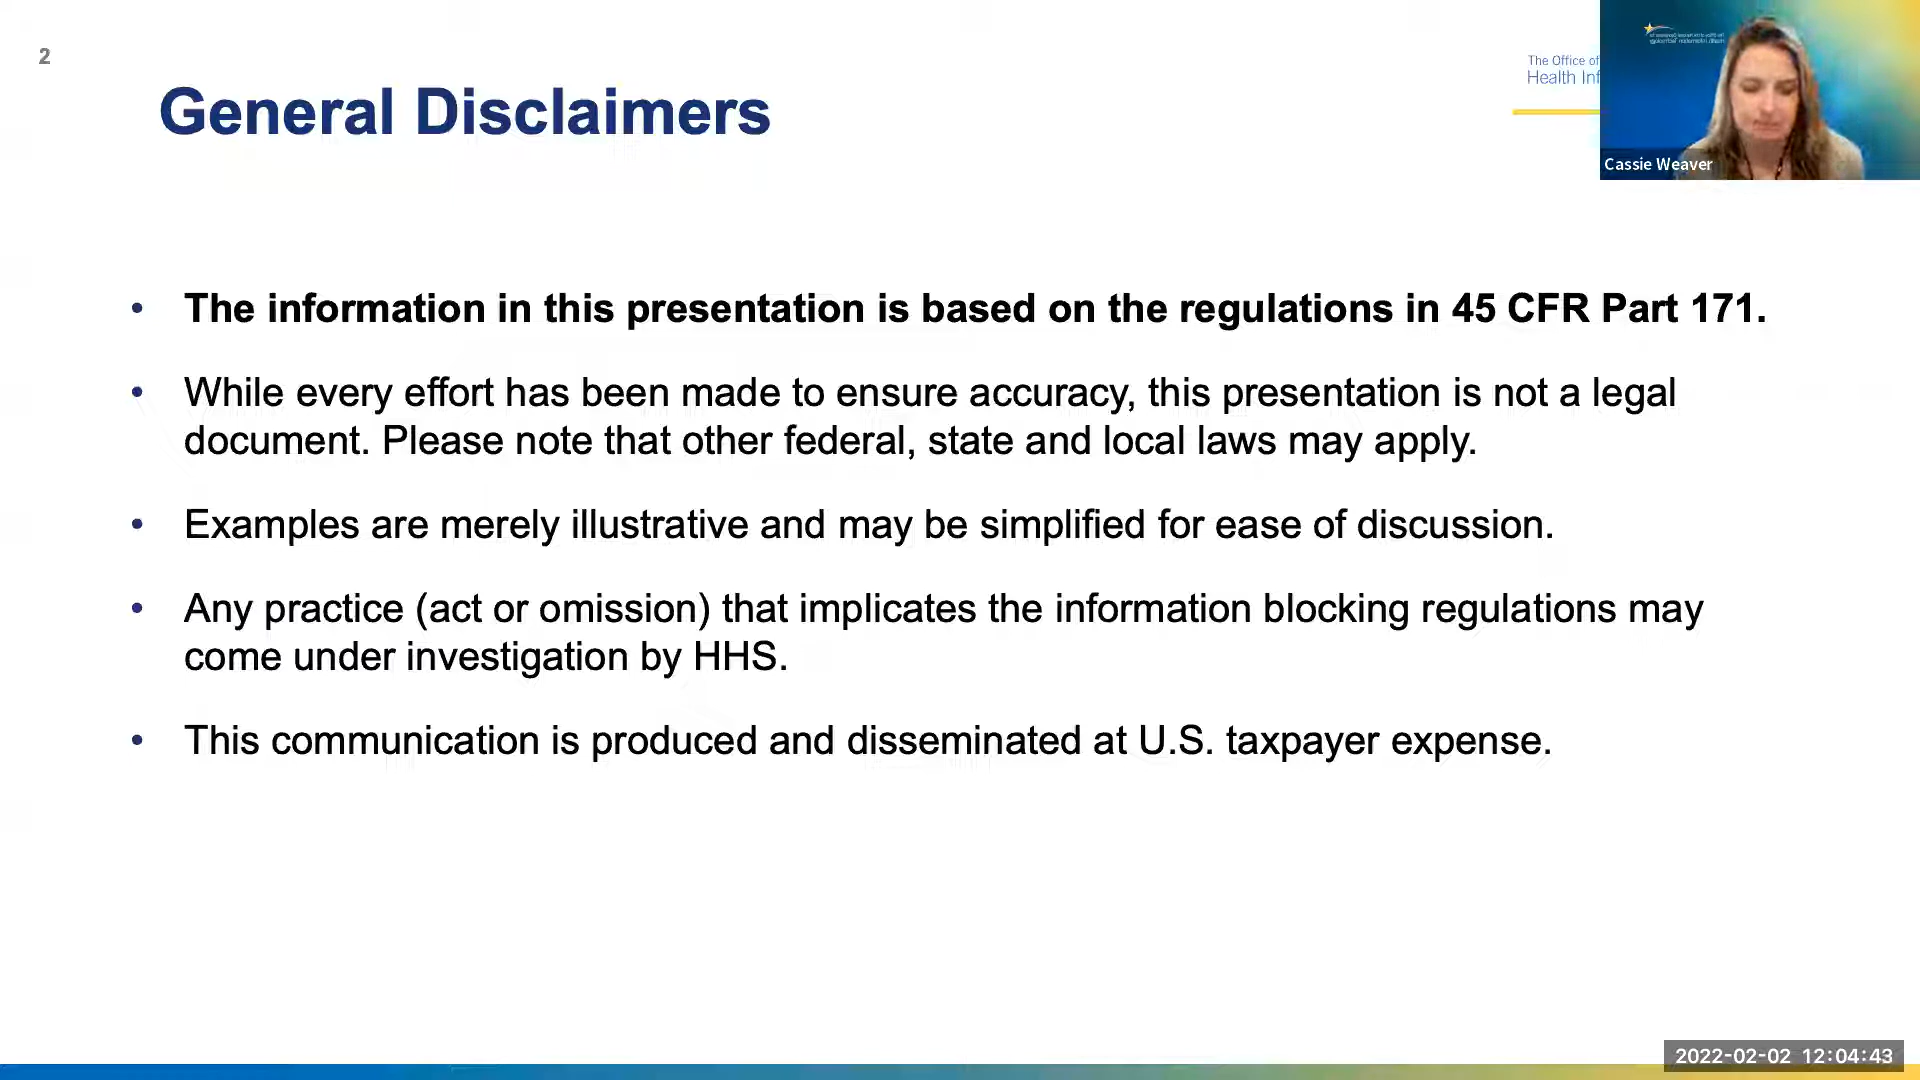 2
The Office of
Health Inf
General Disclaimers
Cassie Weaver
• The information in this presentation is based on the regulations in 45 CFR Part 171.
• While every effort has been made to ensure accuracy, this presentation is not a legal
document. Please note that other federal, state and local laws may apply.
• Examples are merely illustrative and may be simplified for ease of discussion.
• Any practice (act or omission) that implicates the information blocking regulations may
come under investigation by HHS.
• This communication is produced and disseminated at U.S. taxpayer expense.
2022-02-02 12:04:43